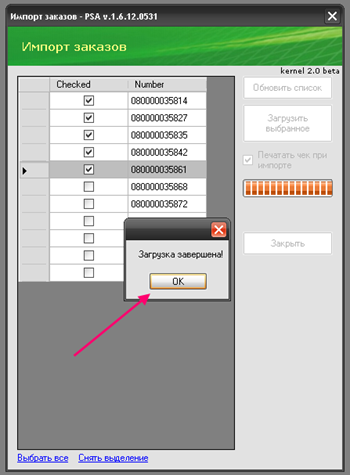 Импорт заказов - PSA v.1.6.12.0531
Импорт заказов
kernel 2.0 beta
Checked Number
080000035814
080000035827
080000035835
080000035842
080000035861
080000035868
080000035872
Обновить список
Загрузить
выбранное
Печатать чек при
импорте
Закрыть
Загрузка завершена!
OK
Выбрать все Снять выделение